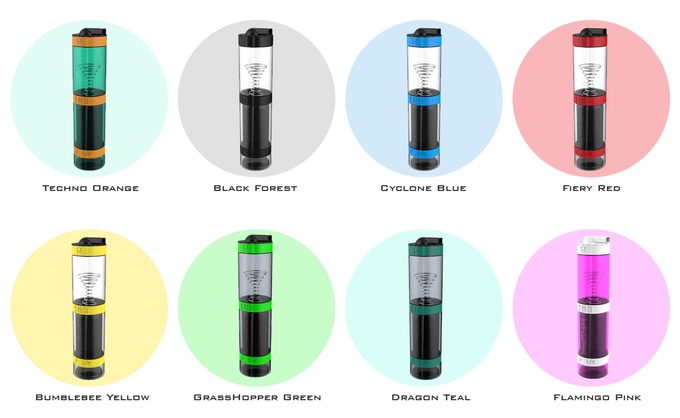 Techno Orange
Black Forest
Cyclone Blue
Fiery Red
Bumblebee Yellow
GrassHopper Green
Dragon Teal
Flamingo Pink